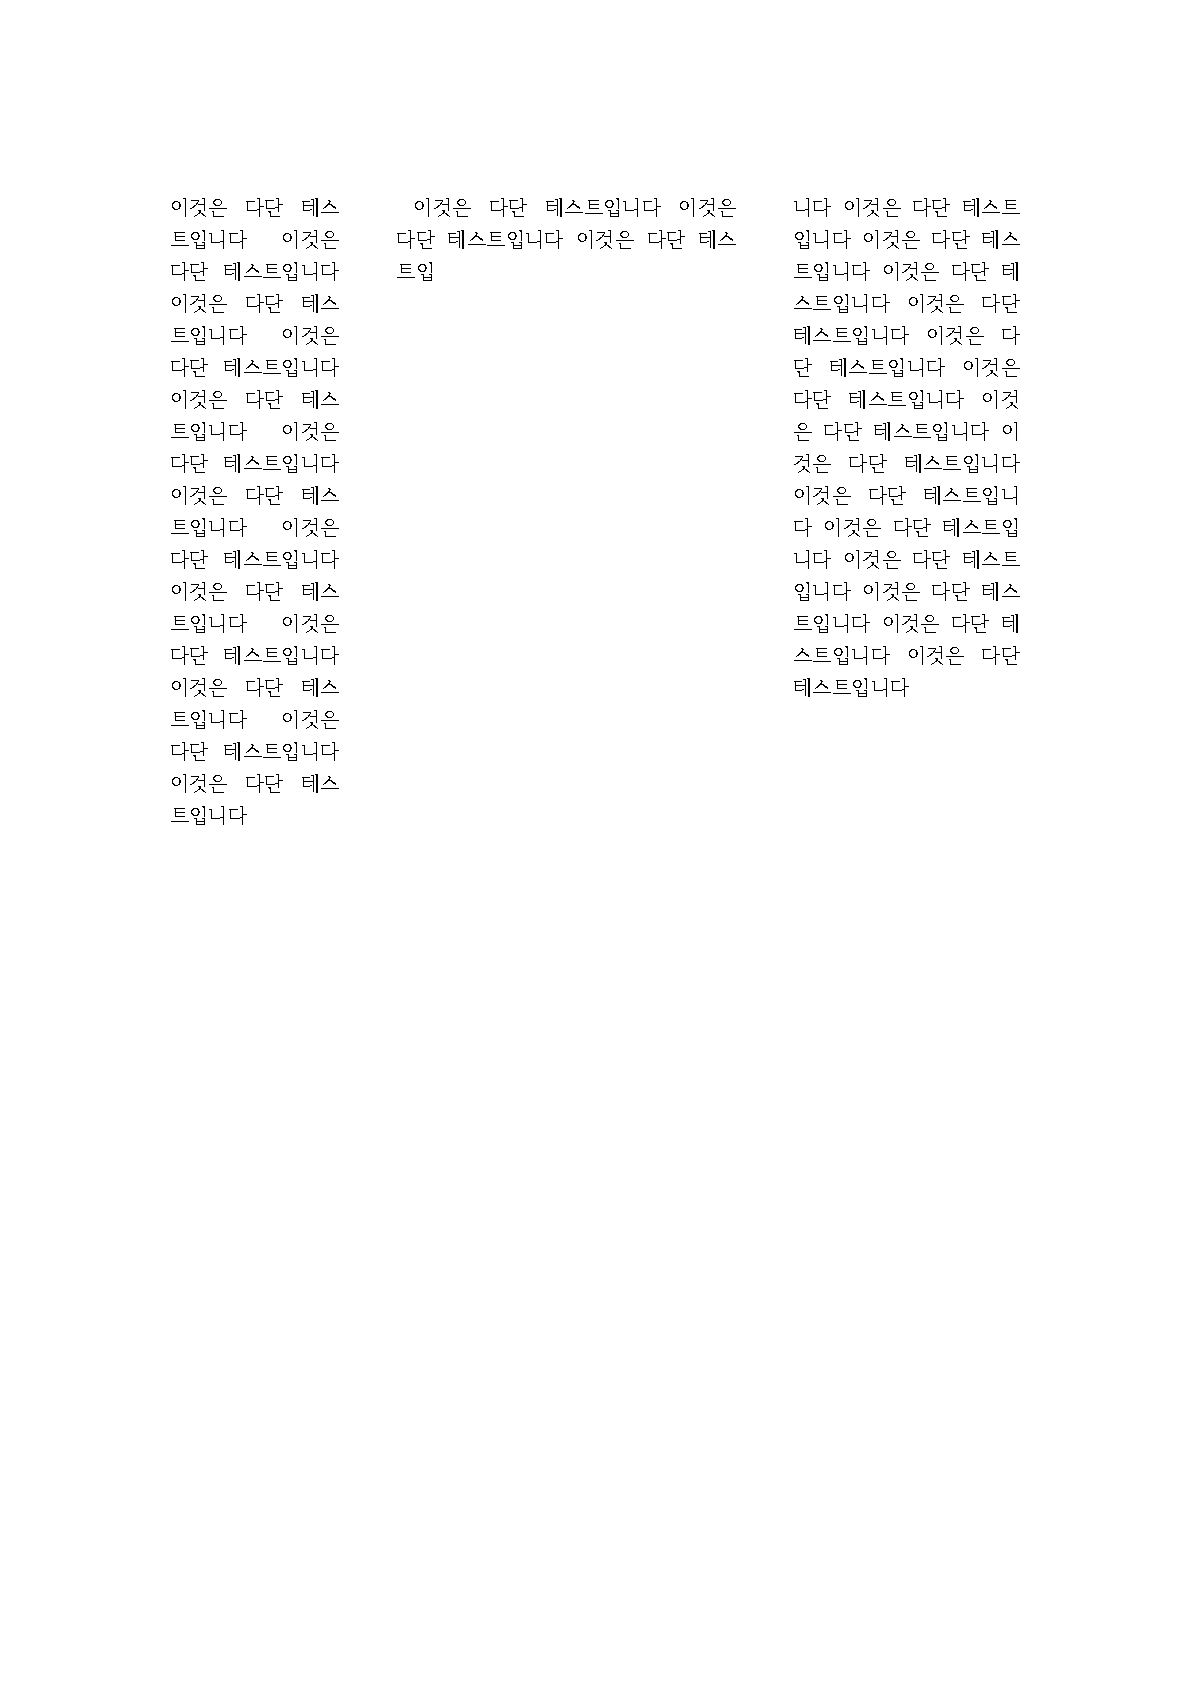 이것은 다단 테스
트입니다 이것은
다단 테스트입니다
이것은 다단 테스
트입니다 이것은
다단 테스트입니다
이것은 다단 테스
트입니다 이것은
다단 테스트입니다
이것은 다단 테스
트입니다 이것은
다단 테스트입니다
이것은 다단 테스
트입니다 이것은
다단 테스트입니다
이것은 다단 테스
트입니다 이것은
다단 테스트입니다
이것은 다단 테스
트입니다
이것은 다단 테스트입니다 이것은
다단 테스트입니다 이것은 다단 테스
트입
니다 이것은 다단 테스트
입니다 이것은 다단 테스
트입니다 이것은 다단 테
스트입니다 이것은 다단
테스트입니다 이것은 다
단 테스트입니다 이것은
다단 테스트입니다 이것
은 다단 테스트입니다 이
것은 다단 테스트입니다
이것은 다단 테스트입니
다 이것은 다단 테스트입
니다 이것은 다단 테스트
입니다 이것은 다단 테스
트입니다 이것은 다단 테
스트입니다 이것은 다단
테스트입니다